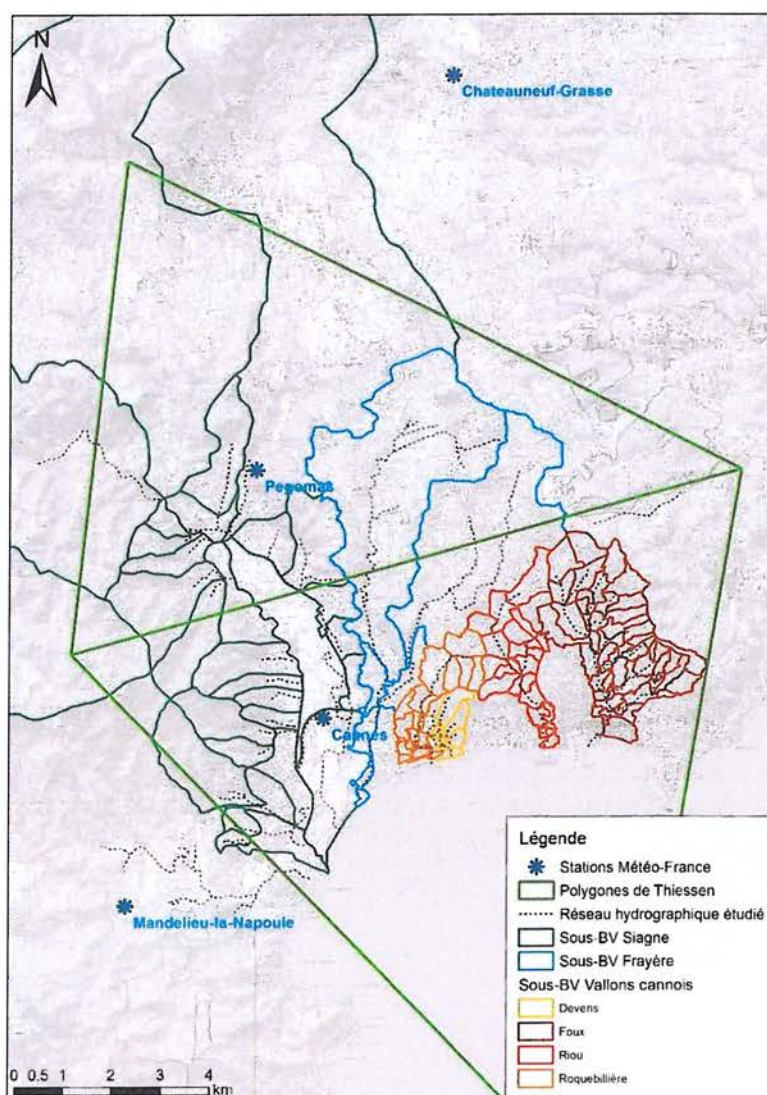 N
Chateauneuf-Grasse
Pegomas
Cannes
Mandelieu-la-Napoule
Légende
Stations Météo-France
Polygones de Thiessen
Réseau hydrographique étudié
Sous-BV Siagne
Sous-BV Frayère
Sous-BV Vallons cannois
Devens
Foux
Riou
Roquebillière
0 0.5 1 2 3 4
km